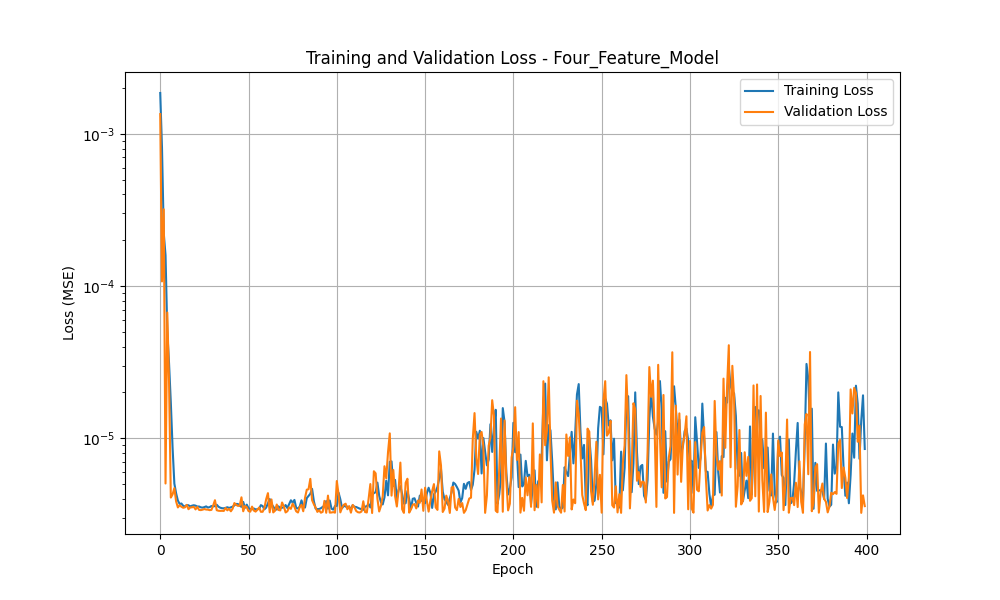 Training and Validation Loss - Four_Feature_Model
Training Loss
Validation Loss
10⁻³
10⁻⁴
10⁻⁵
Loss (MSE)
0 50 100 150 200 250 300 350 400
Epoch